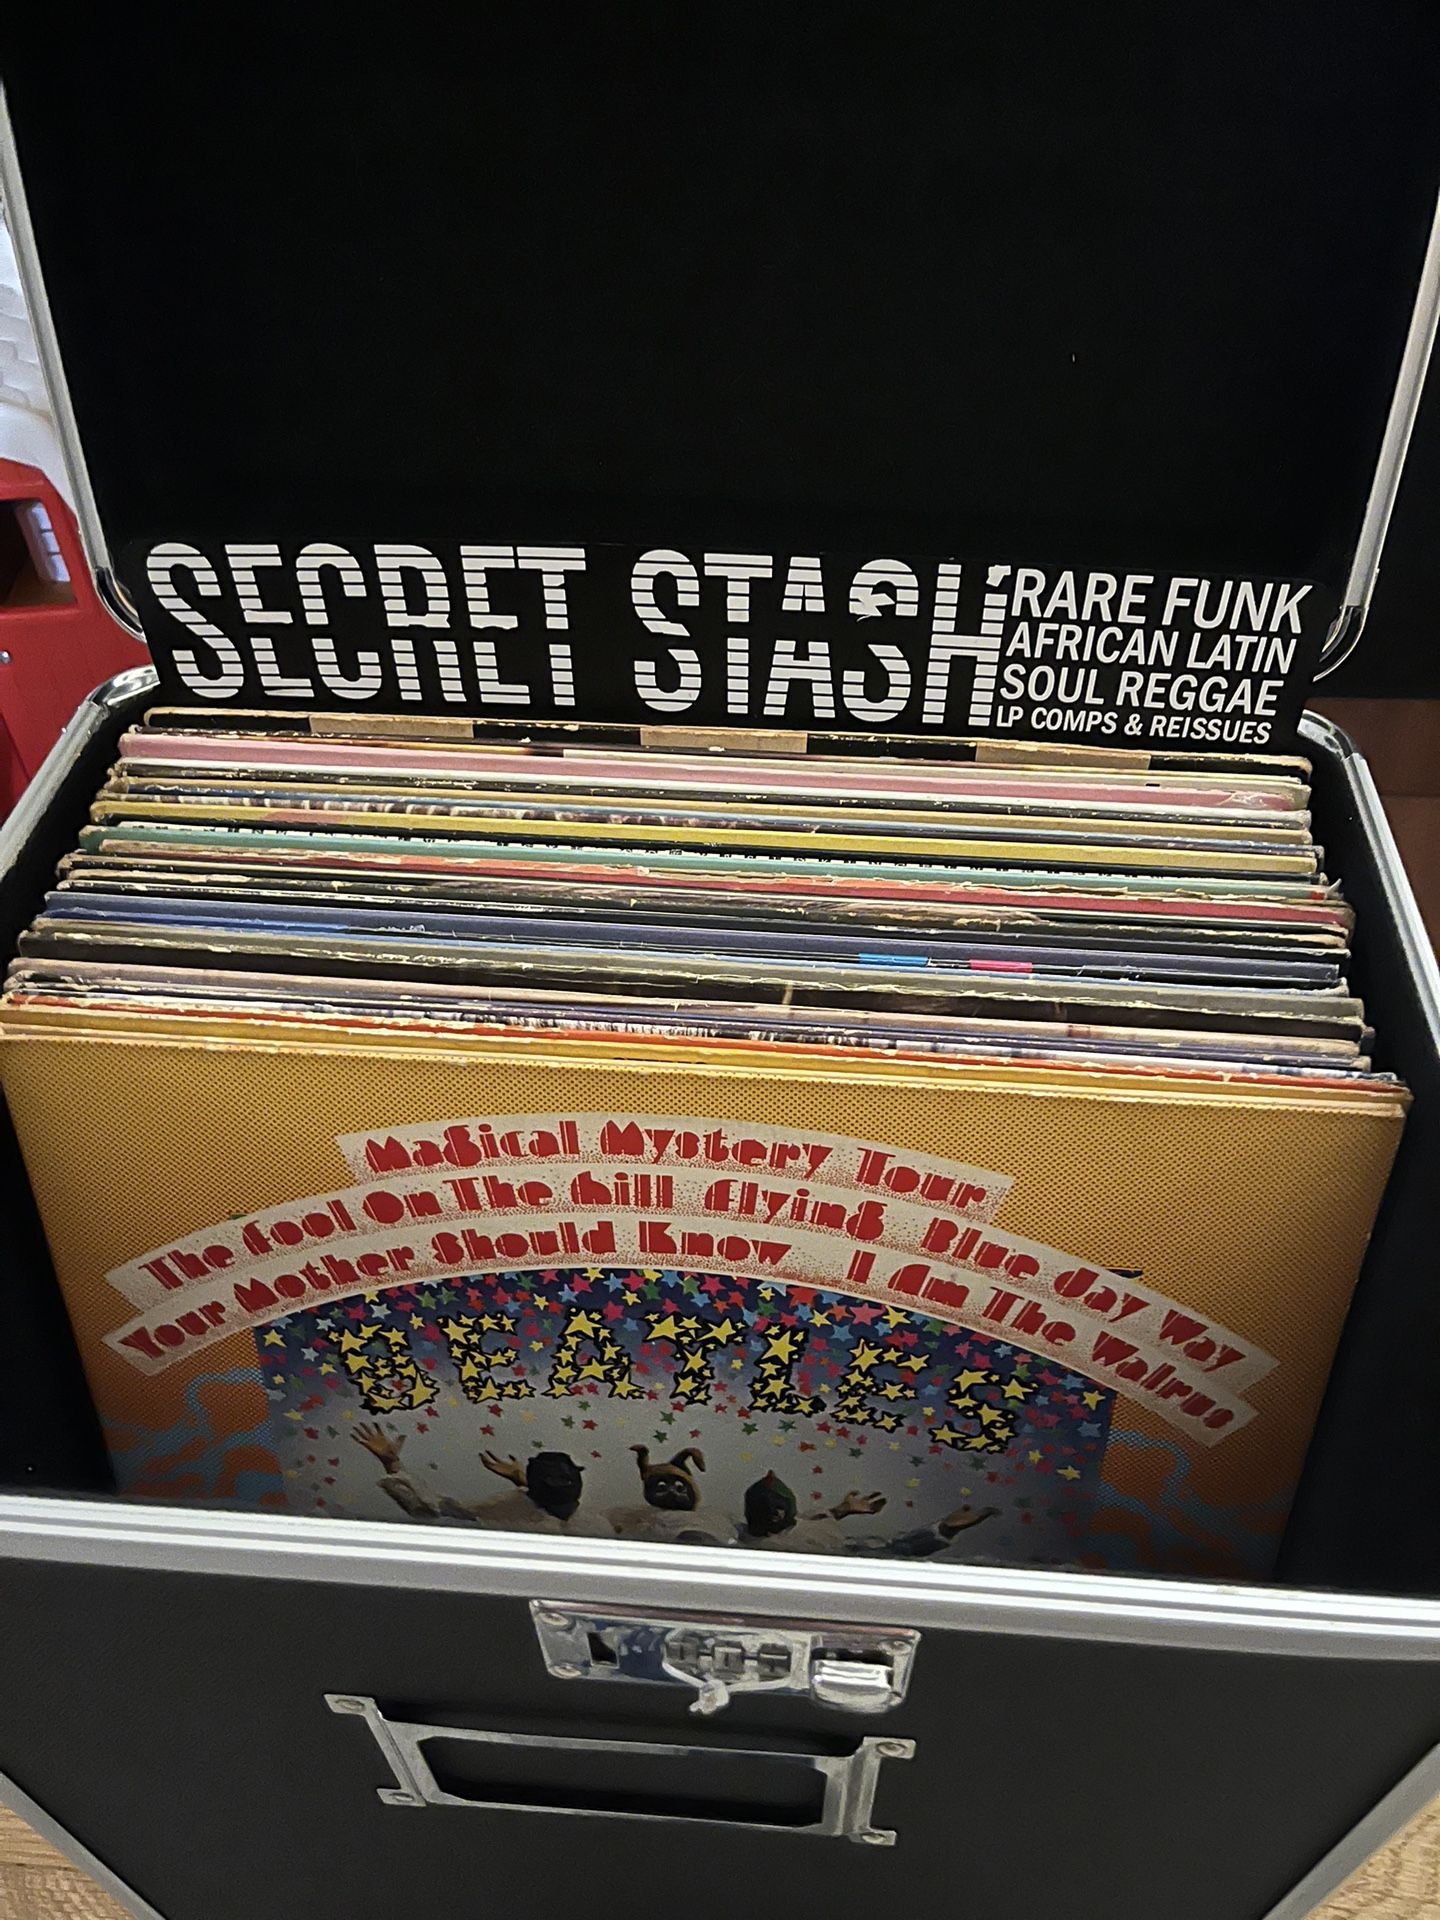 SECRET STASH
RARE FUNK
AFRICAN LATIN
SOUL REGGAE
LP COMPS & REISSUES
Magical Mystery Tour
The Fool On The Hill Flying Blue Jay Way
Your Mother Should Know I Am The Walrus
BEATLES